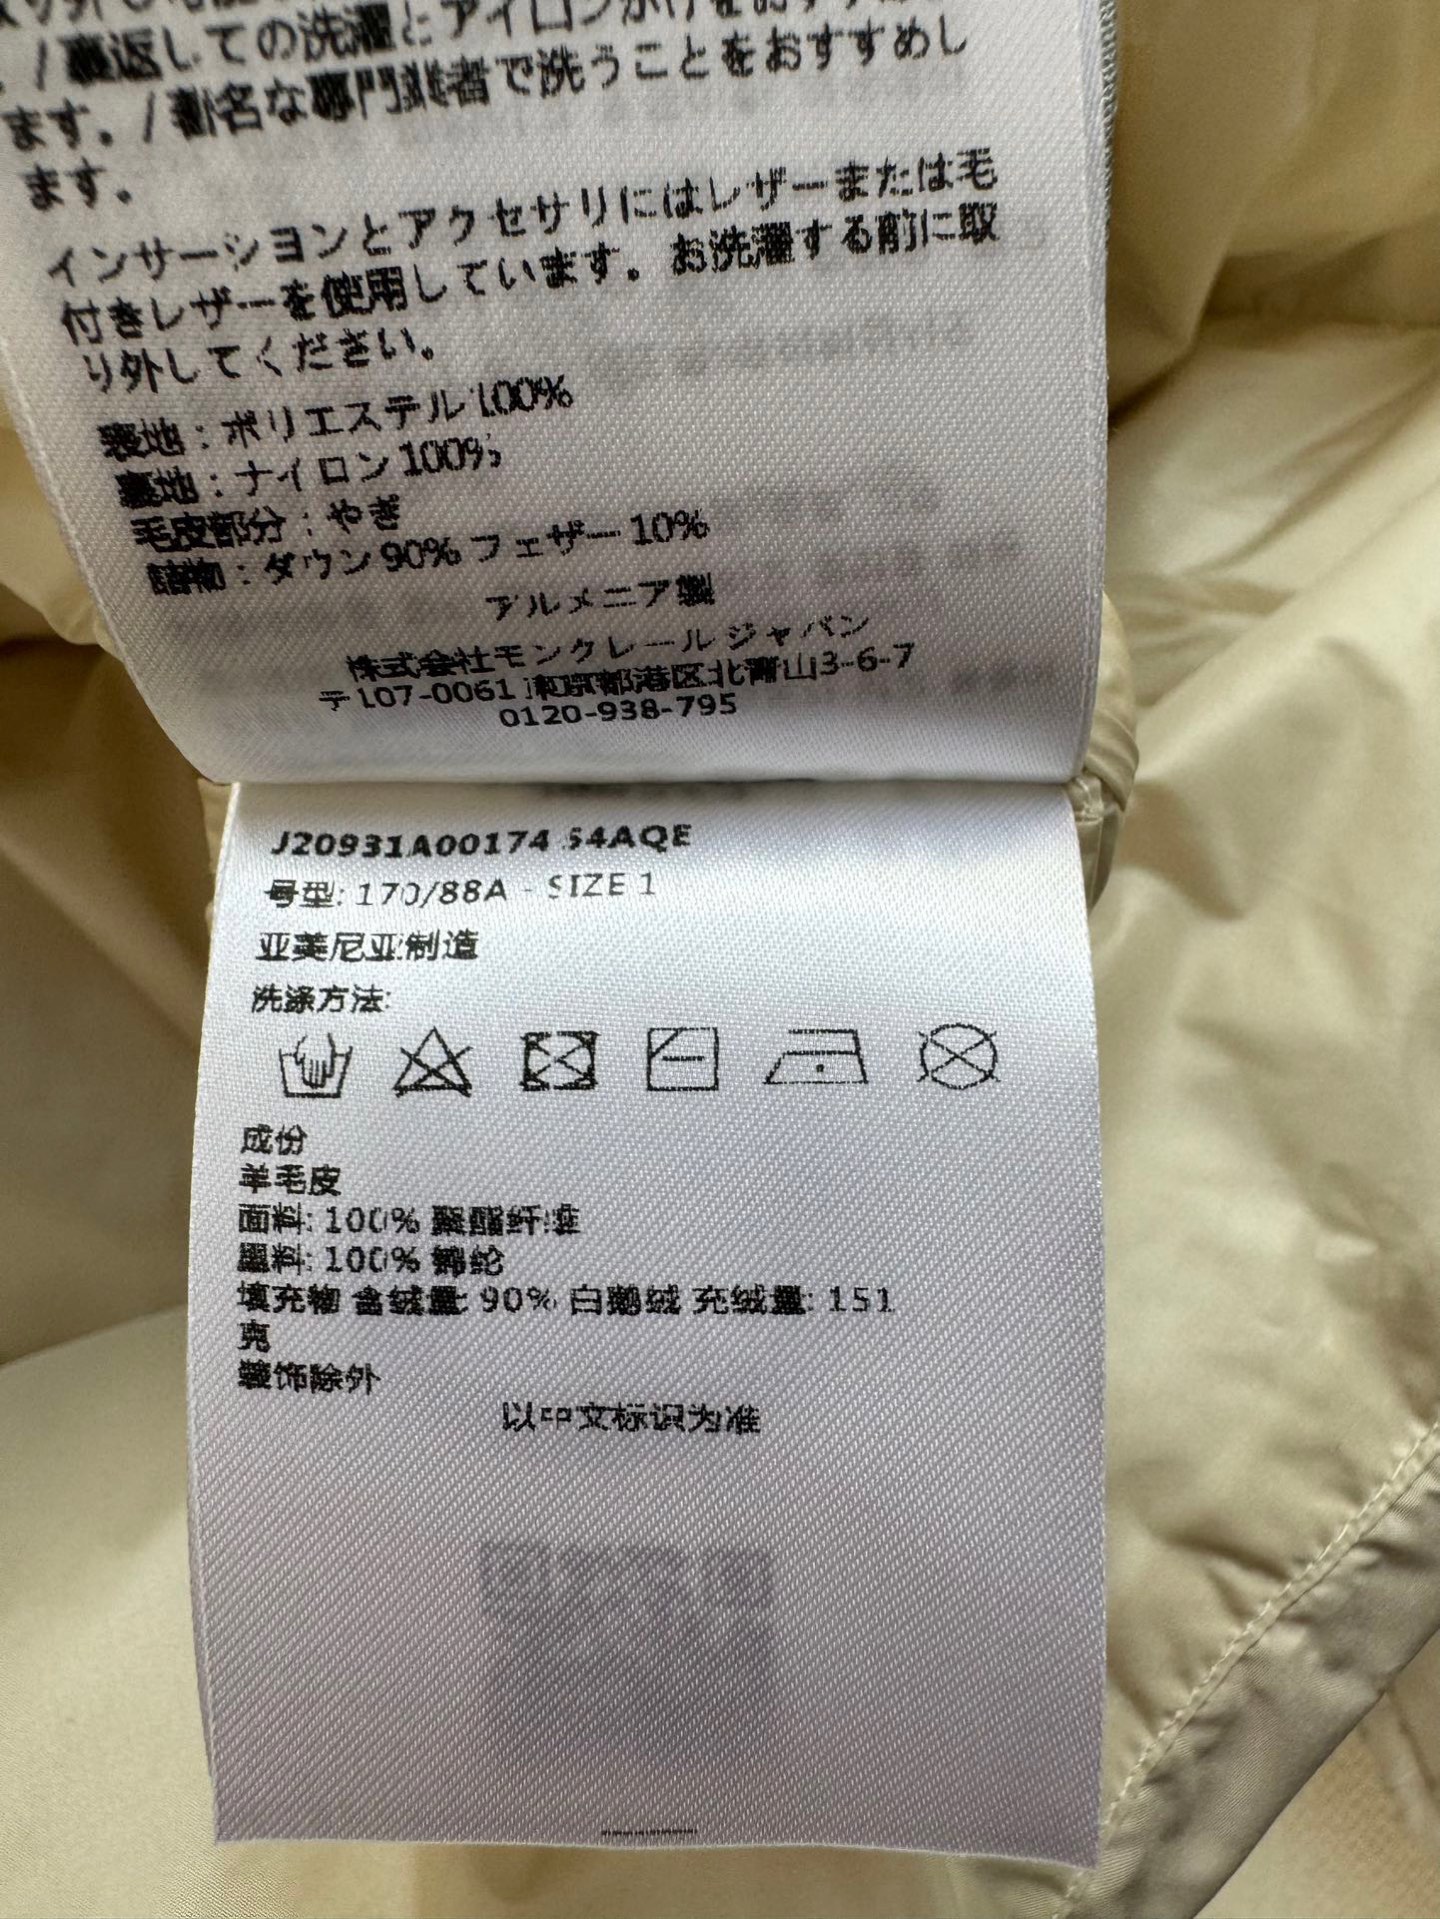 / 裏返しての洗濯とアイロンがけをおすすめし
ます。/ 著名な専門業者で洗うことをおすすめし
ます。
インサーションとアクセサリにはレザーまたは毛
付きレザーを使用しています。お洗濯する前に取
り外してください。
表地 : ポリエステル 100%
裏地 : ナイロン 100%
毛皮部分 : やぎ
詰物 : ダウン 90% フェザー 10%
アルメニア製
株式会社モンクレール ジャパン
〒107-0061 東京都港区北青山3-6-7
0120-938-795
J20931A00174 54AQE
号型: 170/88A - SIZE 1
亚美尼亚制造
洗涤方法:
成份
羊毛皮
面料: 100% 聚酯纤维
里料: 100% 锦纶
填充物 含绒量: 90% 白鹅绒 充绒量: 151
克
装饰除外
以中文标识为准